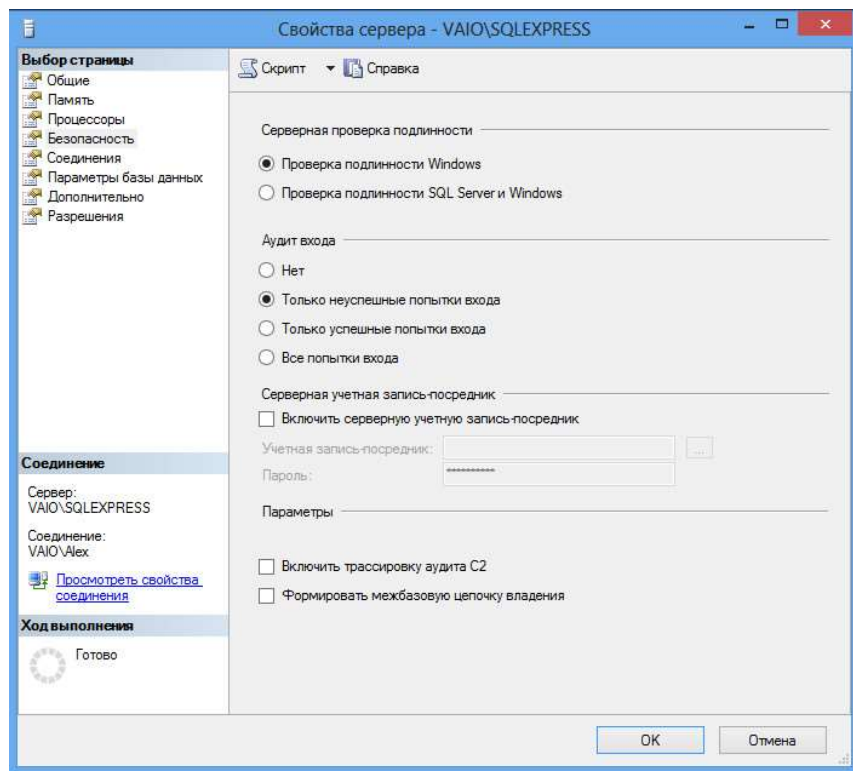 Свойства сервера - VAIO\SQLEXPRESS
Выбор страницы
Общие
Память
Процессоры
Безопасность
Соединения
Параметры базы данных
Дополнительно
Разрешения
Скрипт
Справка
Серверная проверка подлинности
Проверка подлинности Windows
Проверка подлинности SQL Server и Windows
Аудит входа
Нет
Только неуспешные попытки входа
Только успешные попытки входа
Все попытки входа
Серверная учетная запись-посредник
Включить серверную учетную запись-посредник
Учетная запись-посредник:
...
Пароль:
**********
Параметры
Включить трассировку аудита C2
Формировать межбазовую цепочку владения
Соединение
Сервер:
VAIO\SQLEXPRESS
Соединение:
VAIO\Alex
Просмотреть свойства
соединения
Ход выполнения
Готово
OK
Отмена